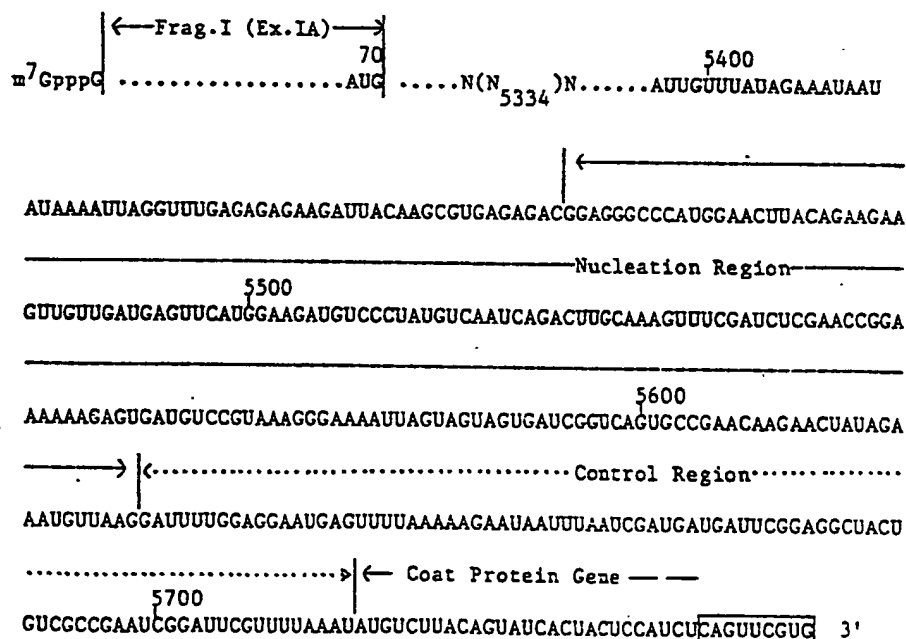 ←—Frag.I (Ex.IA)—→
70
5400
m⁷GpppG ................AUG .....N(N₅₃₃₄)N......AUUGUUUAUAGAAAUAAU
AUAAAAUUAGGUUUGAGAGAGAAGAUUACAAGCGUGAGAGACGGAGGGCCCAUGGAACUUACAGAAGAA
Nucleation Region
5500
GUUGUUGAUGAGUUCAUGGAAGAUGUCCCUAUGUCAAUCAGACUUGCAAAGUUUCGAUCUCGAACCGGA
5600
AAAAAGAGUGAUGUCCGUAAAGGGAAAAUUAGUAGUAGUGAUCGGUCAGUGCCGAACAAGAACUAUAGA
Control Region
AAUGUUAAGGAUUUUGGAGGAAUGAGUUUUAAAAAGAAUAAUUUAAUCGAUGAUGAUUCGGAGGCUACU
← Coat Protein Gene — —
5700
GUCGCCGAAUCGGAUUCGUUUUAAAUAUGUCUUACAGUAUCACUACUCCAUCUCAGUUCGUG 3'